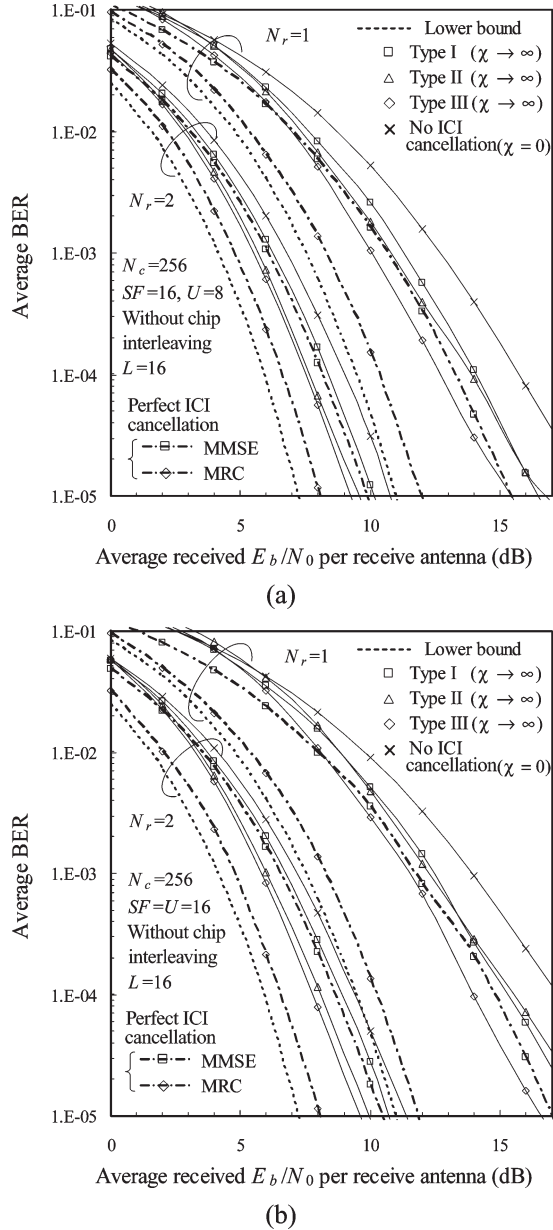 1.E-01
1.E-02
1.E-03
1.E-04
1.E-05
Average BER
N_r=1
N_r=2
Lower bound
Type I (χ → ∞)
Type II (χ → ∞)
Type III (χ → ∞)
No ICI
cancellation(χ = 0)
N_c=256
SF=16, U=8
Without chip
interleaving
L=16
Perfect ICI
cancellation
MMSE
MRC
0 5 10 15
Average received E_b/N_0 per receive antenna (dB)
(a)
1.E-01
1.E-02
1.E-03
1.E-04
1.E-05
Average BER
N_r=1
N_r=2
Lower bound
Type I (χ → ∞)
Type II (χ → ∞)
Type III (χ → ∞)
No ICI
cancellation(χ = 0)
N_c=256
SF=U=16
Without chip
interleaving
L=16
Perfect ICI
cancellation
MMSE
MRC
0 5 10 15
Average received E_b/N_0 per receive antenna (dB)
(b)